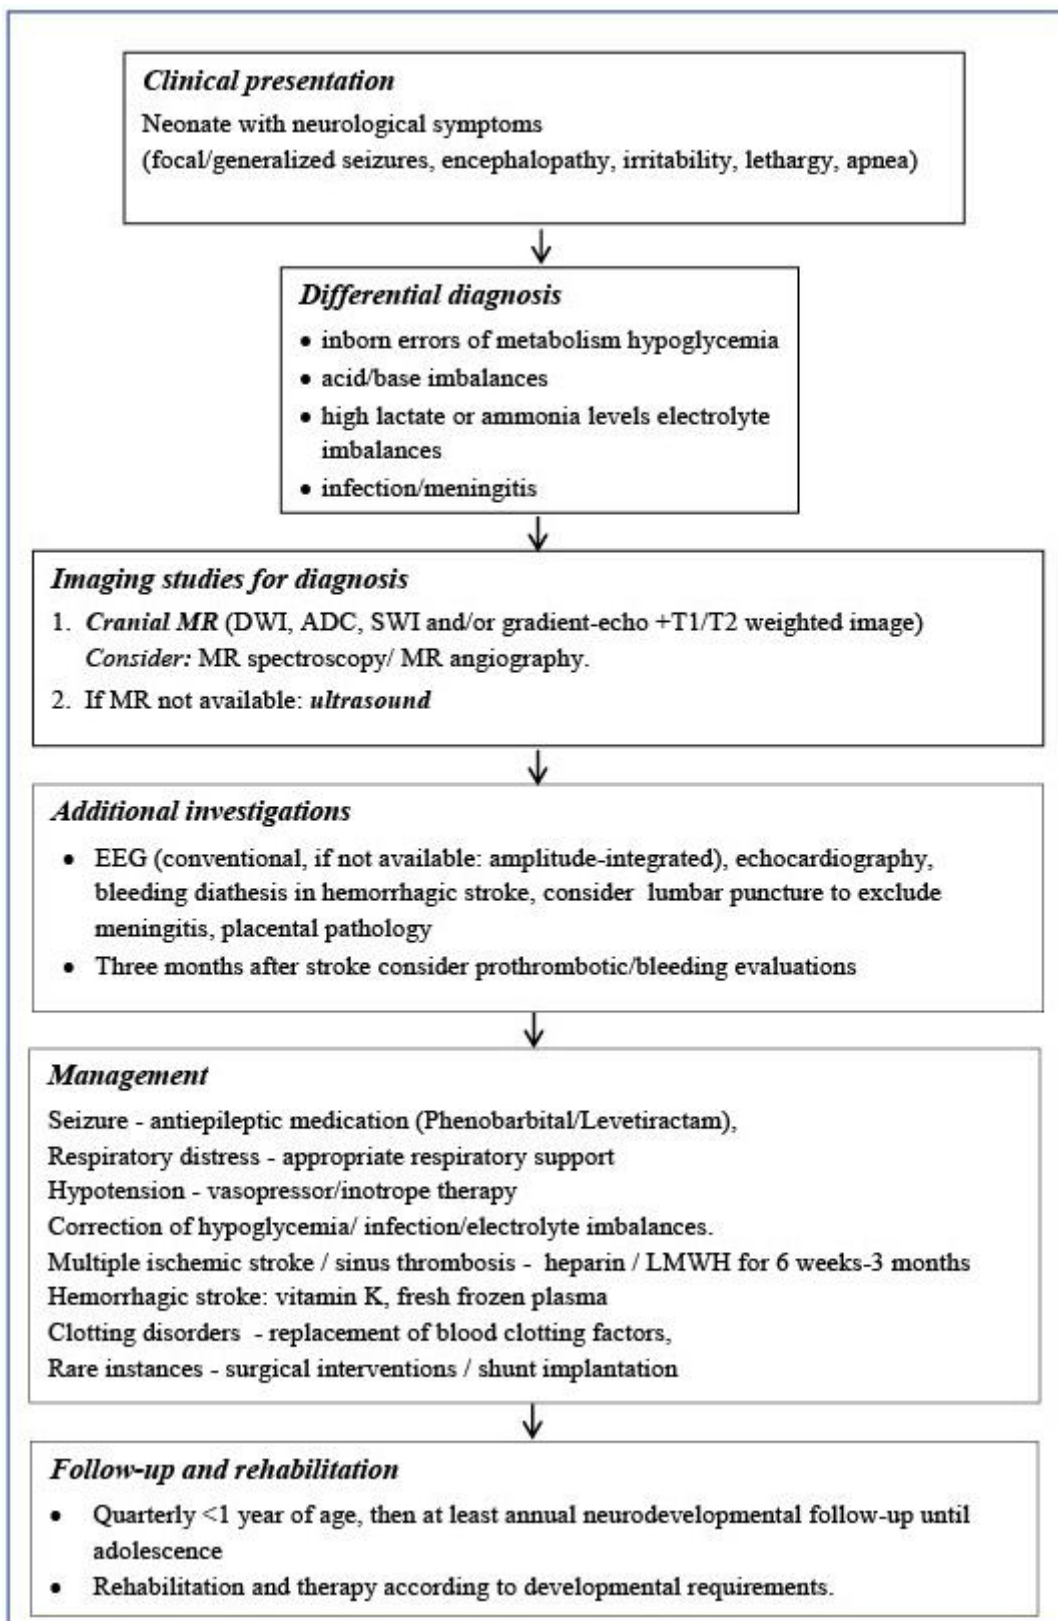 Clinical presentation
Neonate with neurological symptoms
(focal/generalized seizures, encephalopathy, irritability, lethargy, apnea)
Differential diagnosis
• inborn errors of metabolism hypoglycemia
• acid/base imbalances
• high lactate or ammonia levels electrolyte
imbalances
• infection/meningitis
Imaging studies for diagnosis
1. Cranial MR (DWI, ADC, SWI and/or gradient-echo +T1/T2 weighted image)
Consider: MR spectroscopy/ MR angiography.
2. If MR not available: ultrasound
Additional investigations
• EEG (conventional, if not available: amplitude-integrated), echocardiography,
bleeding diathesis in hemorrhagic stroke, consider lumbar puncture to exclude
meningitis, placental pathology
• Three months after stroke consider prothrombotic/bleeding evaluations
Management
Seizure - antiepileptic medication (Phenobarbital/Levetiractam),
Respiratory distress - appropriate respiratory support
Hypotension - vasopressor/inotrope therapy
Correction of hypoglycemia/ infection/electrolyte imbalances.
Multiple ischemic stroke / sinus thrombosis - heparin / LMWH for 6 weeks-3 months
Hemorrhagic stroke: vitamin K, fresh frozen plasma
Clotting disorders - replacement of blood clotting factors,
Rare instances - surgical interventions / shunt implantation
Follow-up and rehabilitation
• Quarterly <1 year of age, then at least annual neurodevelopmental follow-up until
adolescence
• Rehabilitation and therapy according to developmental requirements.